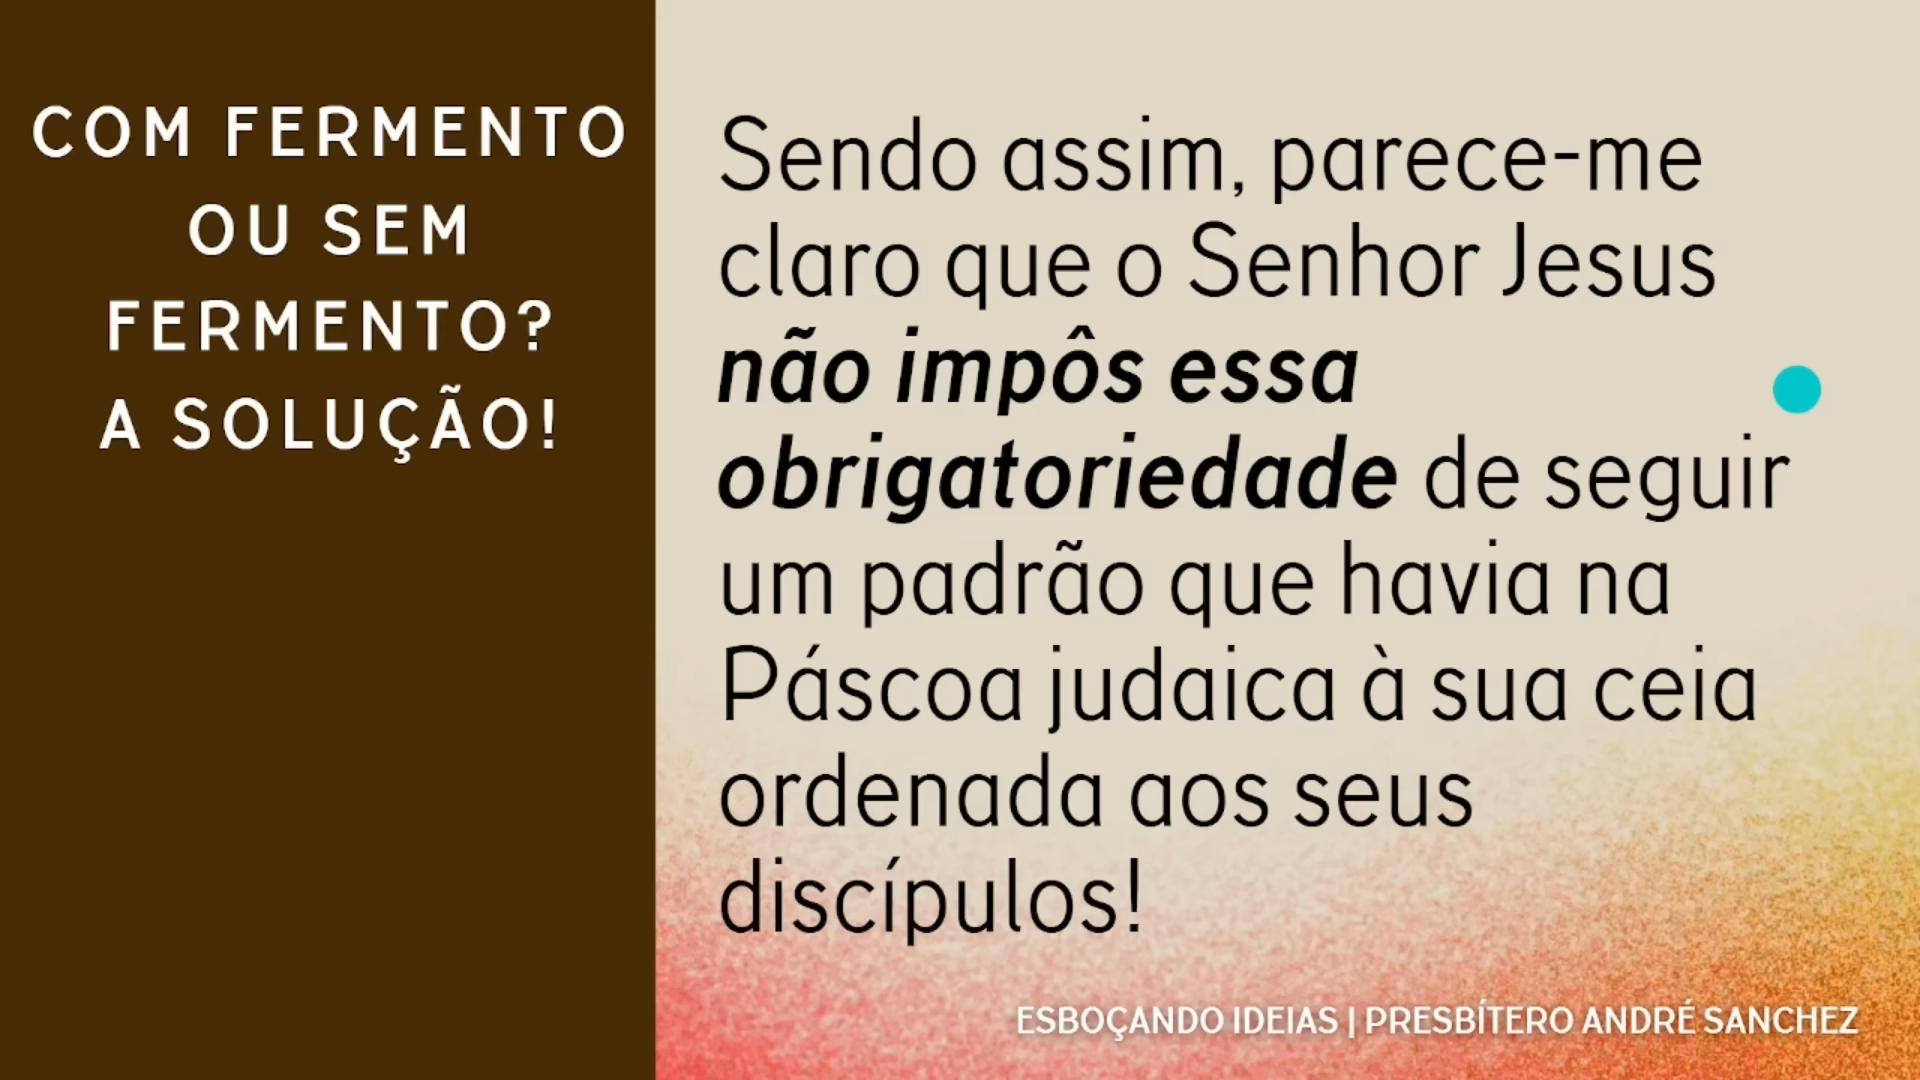 COM FERMENTO
OU SEM
FERMENTO?
A SOLUÇÃO!
Sendo assim, parece-me
claro que o Senhor Jesus
não impôs essa
obrigatoriedade de seguir
um padrão que havia na
Páscoa judaica à sua ceia
ordenada aos seus
discípulos!
ESBOÇANDO IDEIAS | PRESBÍTERO ANDRÉ SANCHEZ